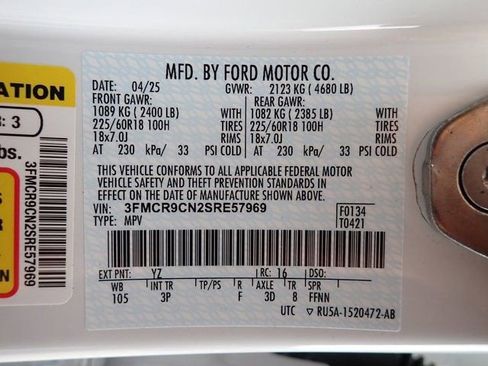 MFD. BY FORD MOTOR CO.
DATE: 04/25 GVWR: 2123 KG ( 4680 LB)
FRONT GAWR: REAR GAWR:
1089 KG ( 2400 LB) WITH 1082 KG ( 2385 LB) WITH
225/60R18 100H TIRES 225/60R18 100H TIRES
18x7.0J RIMS 18x7.0J RIMS
AT 230 kPa/ 33 PSI COLD AT 230 kPa/ 33 PSI COLD
THIS VEHICLE CONFORMS TO ALL APPLICABLE FEDERAL MOTOR
VEHICLE SAFETY AND THEFT PREVENTION STANDARDS IN
EFFECT ON THE DATE OF MANUFACTURE SHOWN ABOVE.
VIN: 3FMCR9CN2SRE57969
TYPE: MPV
F0134
T0421
EXT PNT: YZ RC: 16 DSO:
WB INT TR TP/PS R AXLE TR SPR
105 3P F 3D 8 FFNN
UTC RU5A-1520472-AB
ATION
: 3
bs.
3FMCR9CN2SRE57969